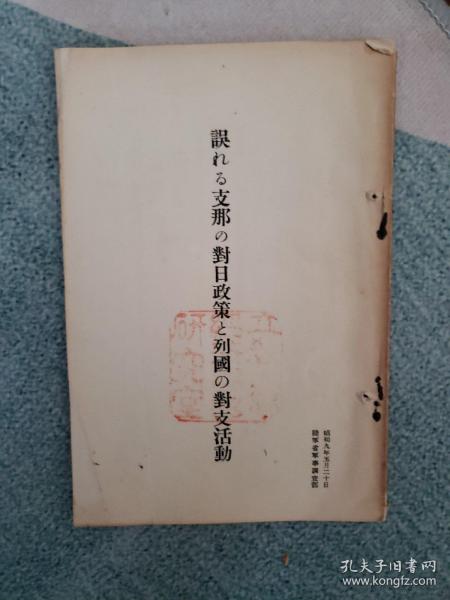 誤れる支那の對日政策と列國の對支活動
昭和九年五月二十日
陸軍省軍事調査部
孔夫子旧书网
www.kongfz.com